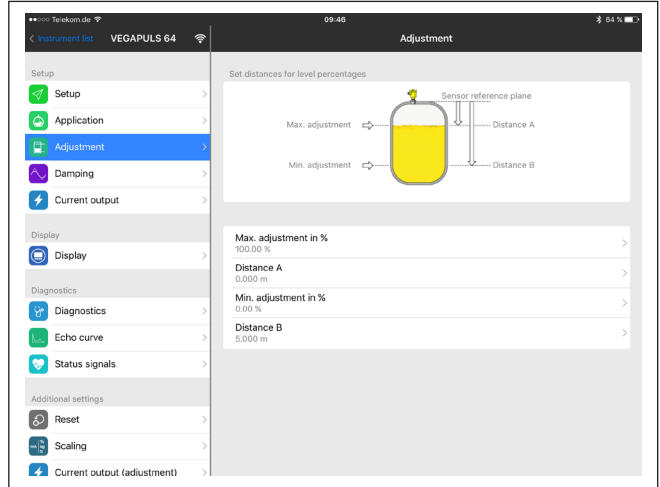 Telekom.de
09:46
64 %
Instrument list
VEGAPULS 64
Adjustment
Setup
Setup
Application
Adjustment
Damping
Current output
Display
Display
Diagnostics
Diagnostics
Echo curve
Status signals
Additional settings
Reset
Scaling
Current output (adjustment)
Set distances for level percentages
Sensor reference plane
Max. adjustment
Distance A
Min. adjustment
Distance B
Max. adjustment in %
100.00 %
Distance A
0.000 m
Min. adjustment in %
0.00 %
Distance B
5.000 m